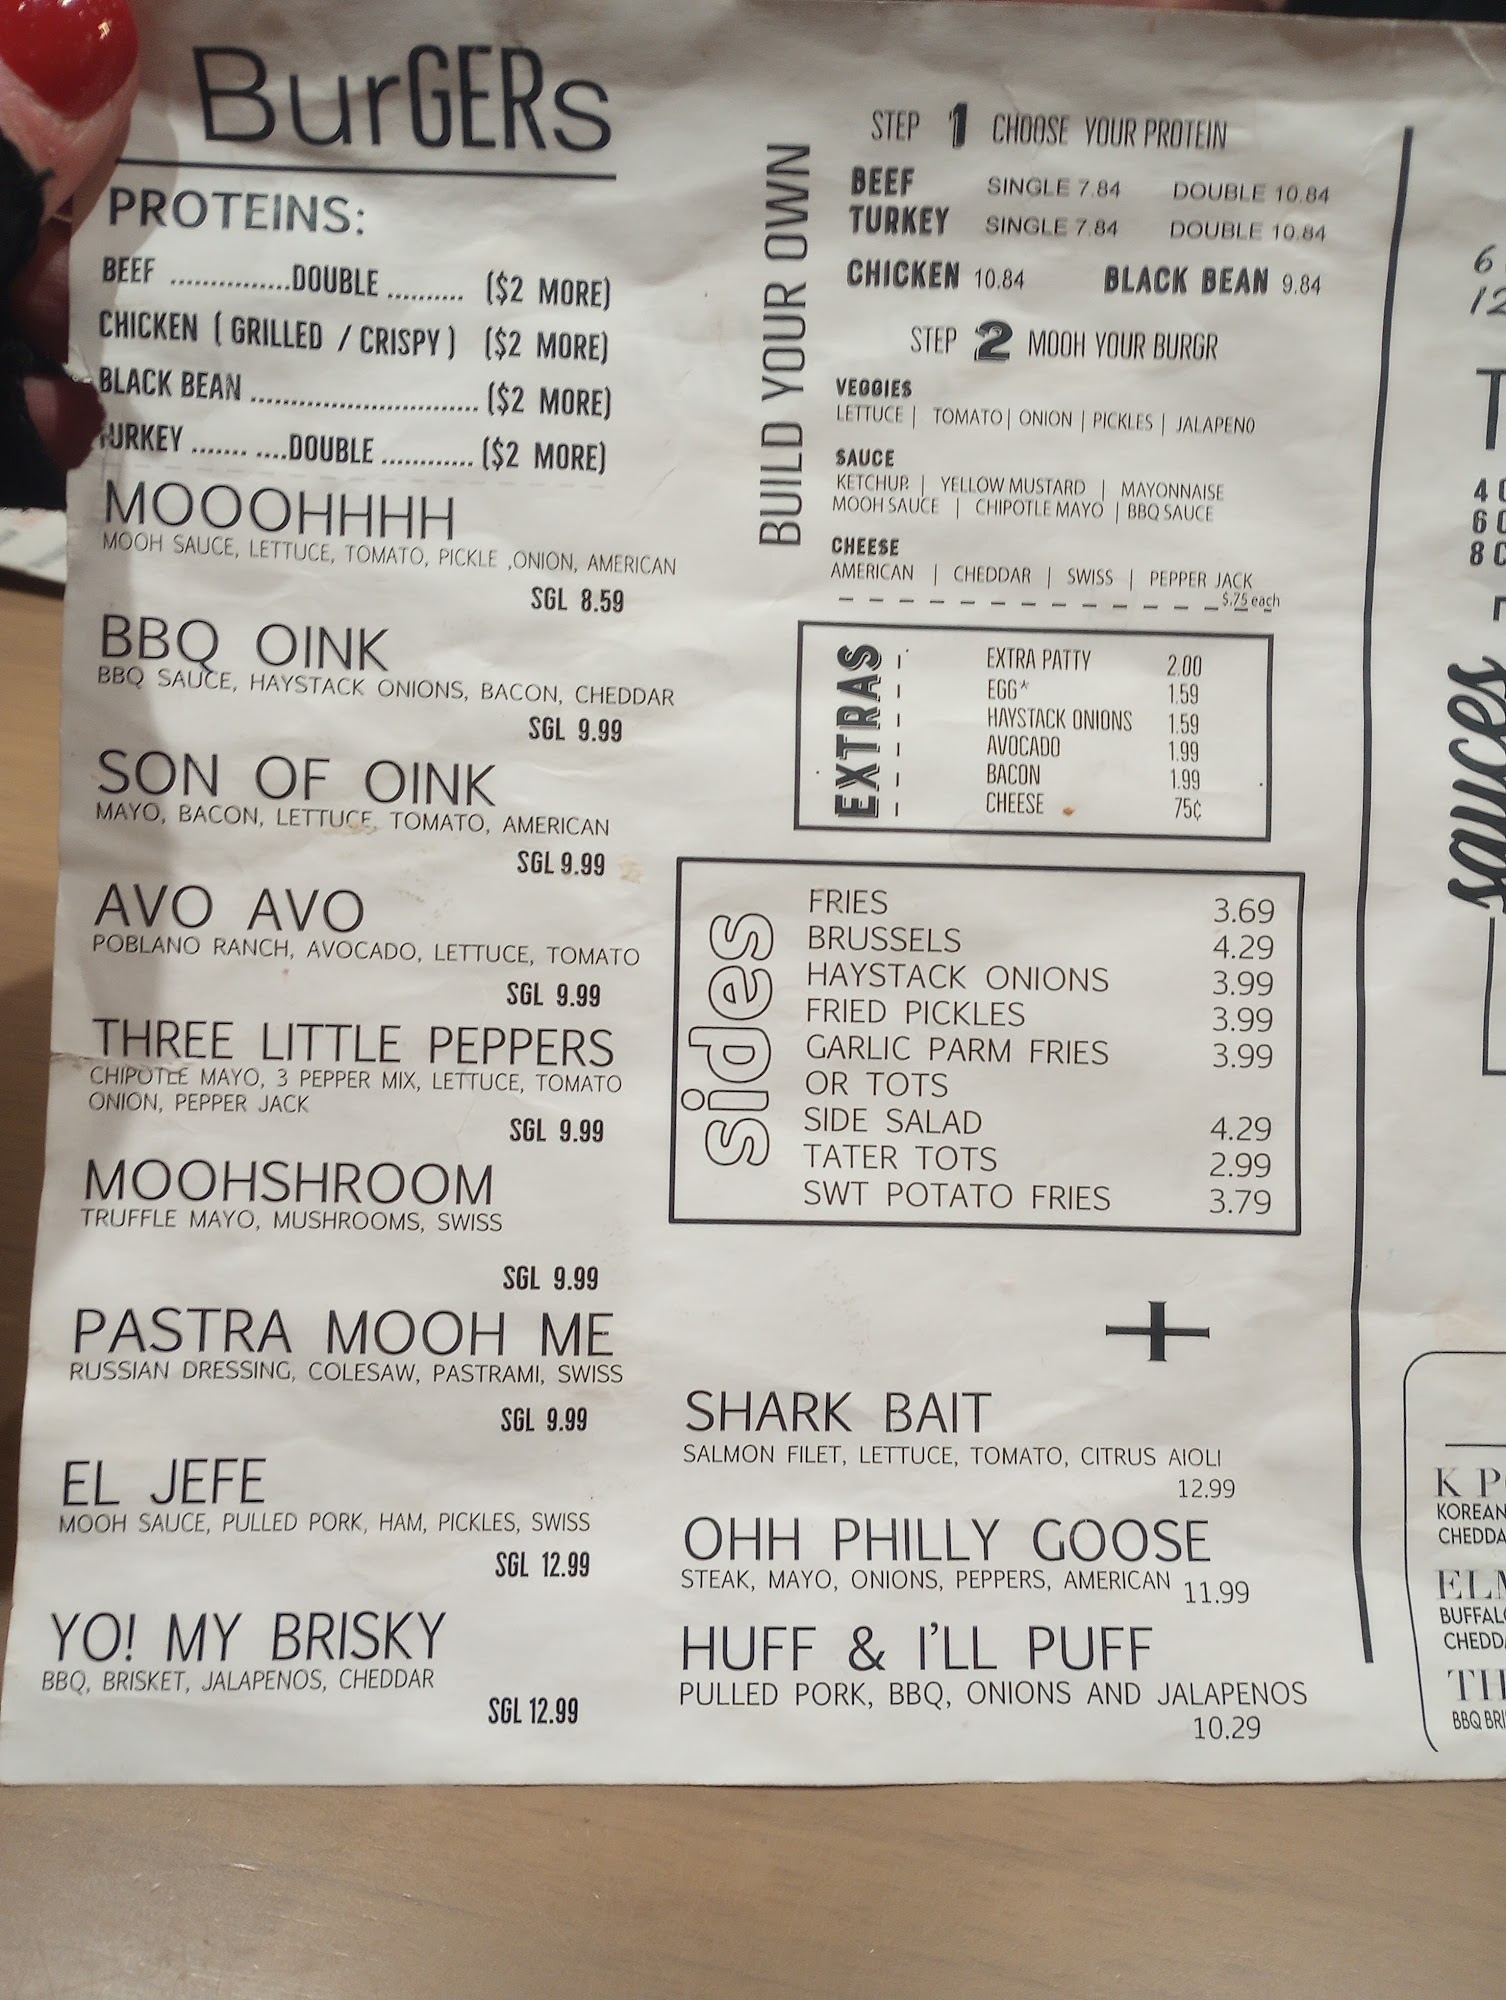 BurGERs
PROTEINS:
BEEF ...............DOUBLE .......... ($2 MORE)
CHICKEN ( GRILLED / CRISPY ) ($2 MORE)
BLACK BEAN ............................. ($2 MORE)
TURKEY ....... ....DOUBLE ............ ($2 MORE)
MOOOHHHH
MOOH SAUCE, LETTUCE, TOMATO, PICKLE ,ONION, AMERICAN
SGL 8.59
BBQ OINK
BBQ SAUCE, HAYSTACK ONIONS, BACON, CHEDDAR
SGL 9.99
SON OF OINK
MAYO, BACON, LETTUCE, TOMATO, AMERICAN
SGL 9.99
AVO AVO
POBLANO RANCH, AVOCADO, LETTUCE, TOMATO
SGL 9.99
THREE LITTLE PEPPERS
CHIPOTLE MAYO, 3 PEPPER MIX, LETTUCE, TOMATO
ONION, PEPPER JACK
SGL 9.99
MOOHSHROOM
TRUFFLE MAYO, MUSHROOMS, SWISS
SGL 9.99
PASTRA MOOH ME
RUSSIAN DRESSING, COLESAW, PASTRAMI, SWISS
SGL 9.99
EL JEFE
MOOH SAUCE, PULLED PORK, HAM, PICKLES, SWISS
SGL 12.99
YO! MY BRISKY
BBQ, BRISKET, JALAPENOS, CHEDDAR
SGL 12.99
BUILD YOUR OWN
STEP 1 CHOOSE YOUR PROTEIN
BEEF SINGLE 7.84 DOUBLE 10.84
TURKEY SINGLE 7.84 DOUBLE 10.84
CHICKEN 10.84 BLACK BEAN 9.84
STEP 2 MOOH YOUR BURGR
VEGGIES
LETTUCE | TOMATO | ONION | PICKLES | JALAPENO
SAUCE
KETCHUP | YELLOW MUSTARD | MAYONNAISE
MOOH SAUCE | CHIPOTLE MAYO | BBQ SAUCE
CHEESE
AMERICAN | CHEDDAR | SWISS | PEPPER JACK
$.75 each
EXTRAS
EXTRA PATTY 2.00
EGG* 1.59
HAYSTACK ONIONS 1.59
AVOCADO 1.99
BACON 1.99
CHEESE 75¢
sides
FRIES 3.69
BRUSSELS 4.29
HAYSTACK ONIONS 3.99
FRIED PICKLES 3.99
GARLIC PARM FRIES 3.99
OR TOTS
SIDE SALAD 4.29
TATER TOTS 2.99
SWT POTATO FRIES 3.79
+
SHARK BAIT
SALMON FILET, LETTUCE, TOMATO, CITRUS AIOLI
12.99
OHH PHILLY GOOSE
STEAK, MAYO, ONIONS, PEPPERS, AMERICAN 11.99
HUFF & I'LL PUFF
PULLED PORK, BBQ, ONIONS AND JALAPENOS
10.29
6
12
4
6
8
sauces
K
KOREAN
BUFFALO
BBQ